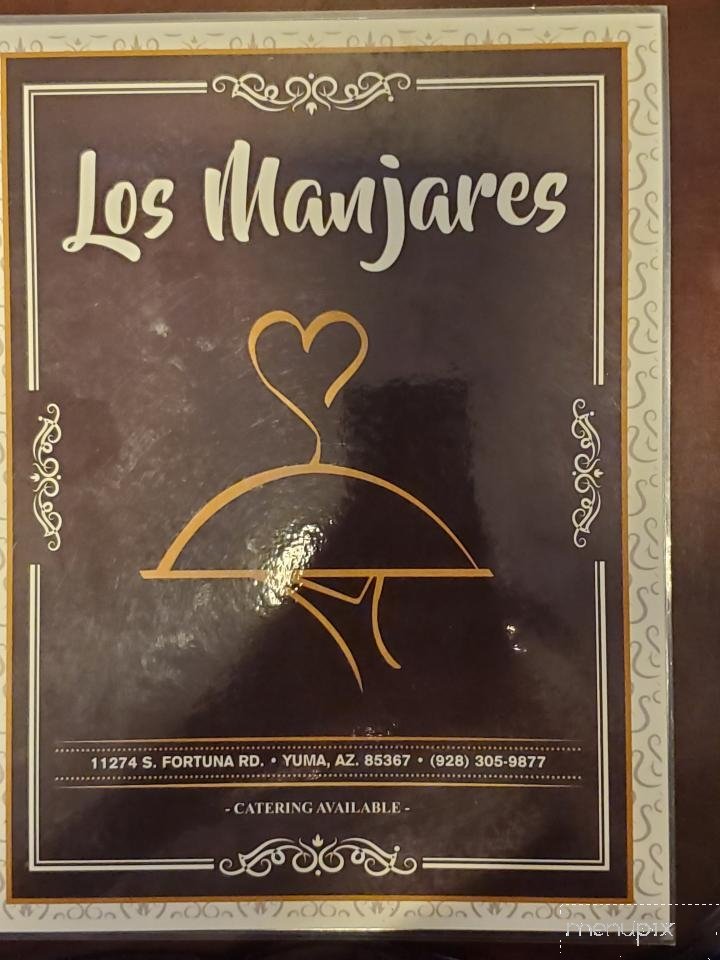 Los Manjares
11274 S. FORTUNA RD. • YUMA, AZ. 85367 • (928) 305-9877
- CATERING AVAILABLE -
menupix